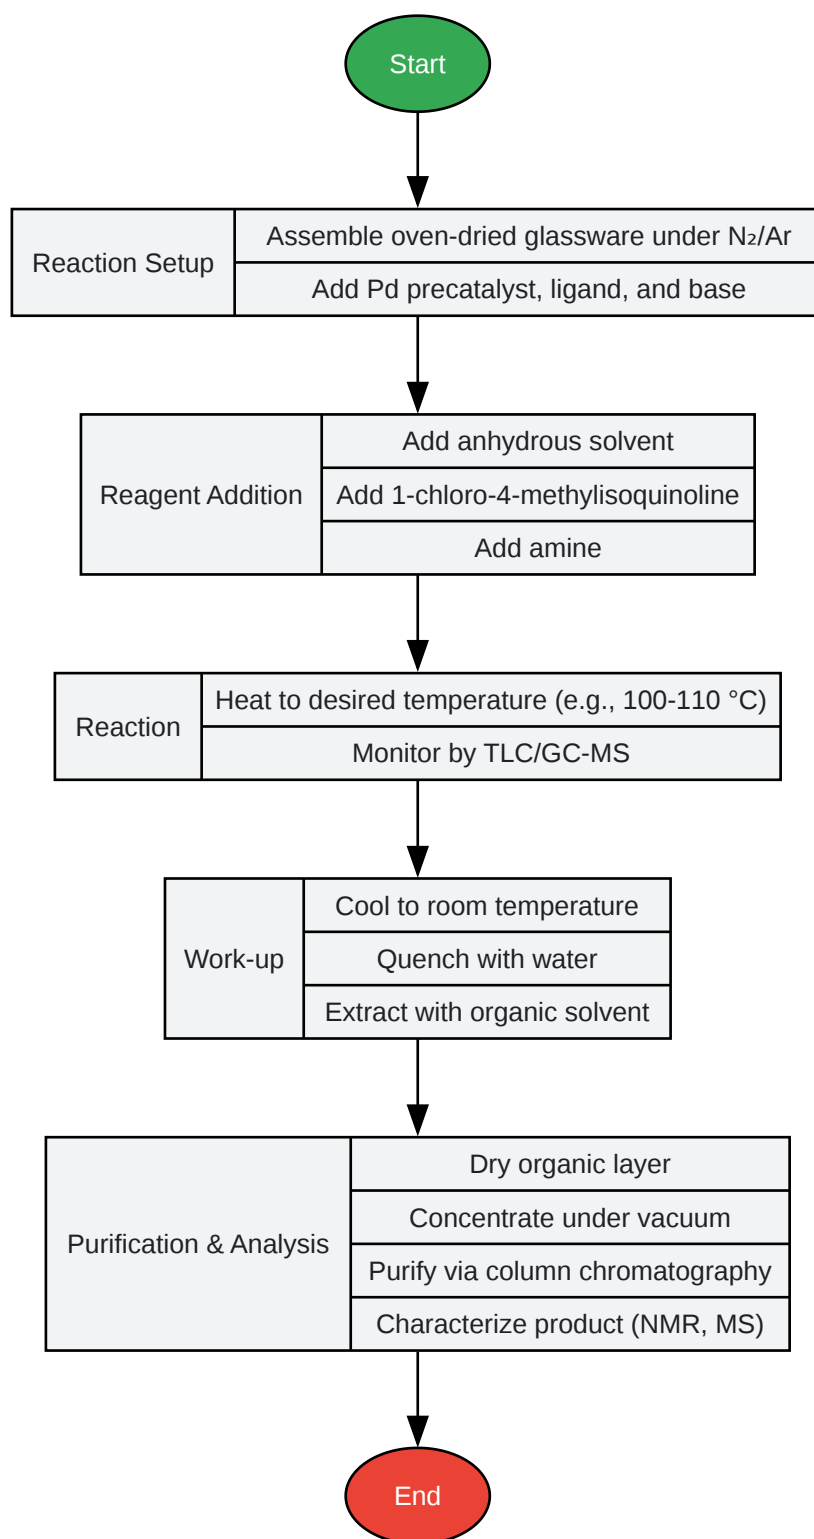 Start
Reaction Setup
Assemble oven-dried glassware under N₂/Ar
Add Pd precatalyst, ligand, and base
Reagent Addition
Add anhydrous solvent
Add 1-chloro-4-methylisoquinoline
Add amine
Reaction
Heat to desired temperature (e.g., 100-110 °C)
Monitor by TLC/GC-MS
Work-up
Cool to room temperature
Quench with water
Extract with organic solvent
Purification & Analysis
Dry organic layer
Concentrate under vacuum
Purify via column chromatography
Characterize product (NMR, MS)
End